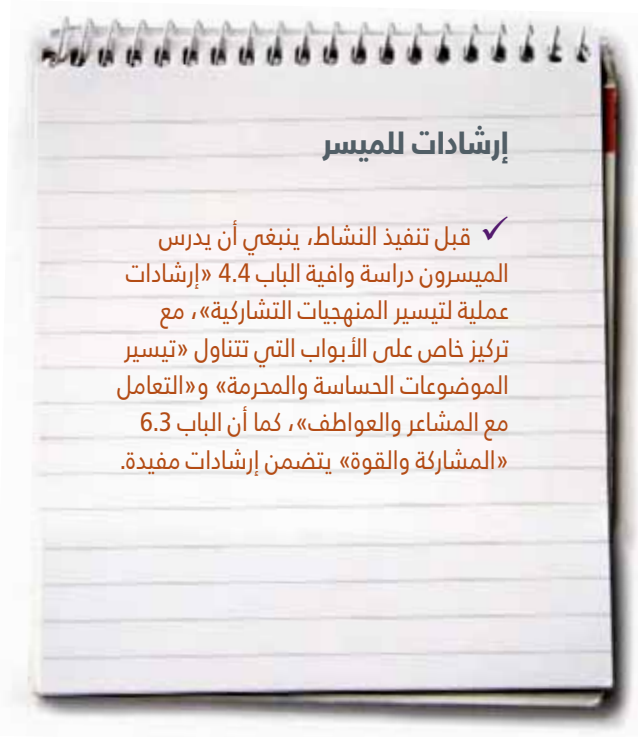 إرشادات للميسر
✓ قبل تنفيذ النشاط، ينبغي أن يدرس
الميسرون دراسة وافية الباب 4.4 «إرشادات
عملية لتيسير المنهجيات التشاركية»، مع
تركيز خاص على الأبواب التي تتناول «تيسير
الموضوعات الحساسة والمحرمة» و«التعامل
مع المشاعر والعواطف»، كما أن الباب 6.3
«المشاركة والقوة» يتضمن إرشادات مفيدة.